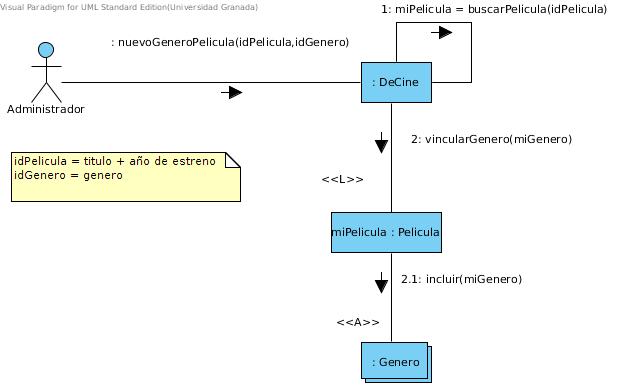 Visual Paradigm for UML Standard Edition(Universidad Granada)
1: miPelicula = buscarPelicula(idPelicula)
: nuevoGeneroPelicula(idPelicula,idGenero)
: DeCine
Administrador
2: vincularGenero(miGenero)
idPelicula = titulo + año de estreno
idGenero = genero
<<L>>
miPelicula : Pelicula
2.1: incluir(miGenero)
<<A>>
: Genero